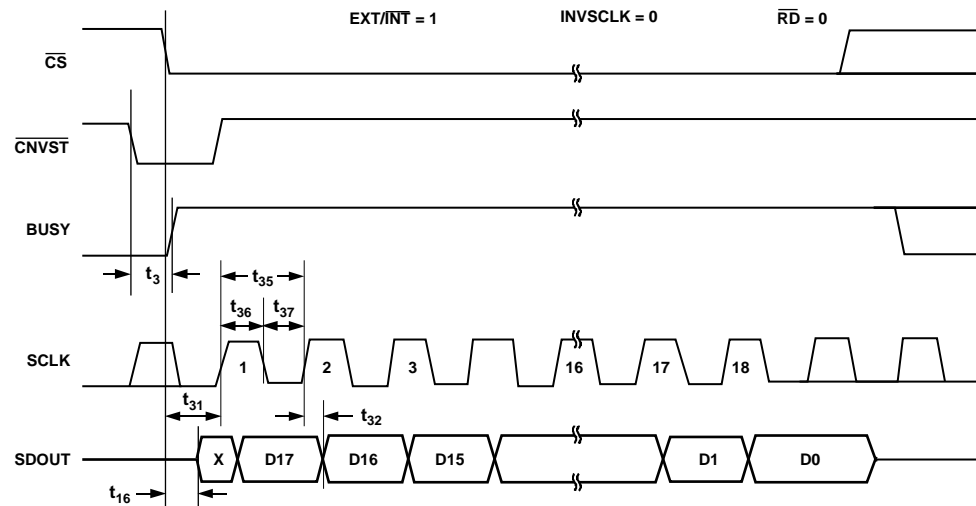 EXT/INT = 1 INVSCLK = 0 RD = 0
CS
CNVST
BUSY
t3
t35
t36 t37
SCLK 1 2 3 16 17 18
t31
t32
SDOUT X D17 D16 D15 D1 D0
t16